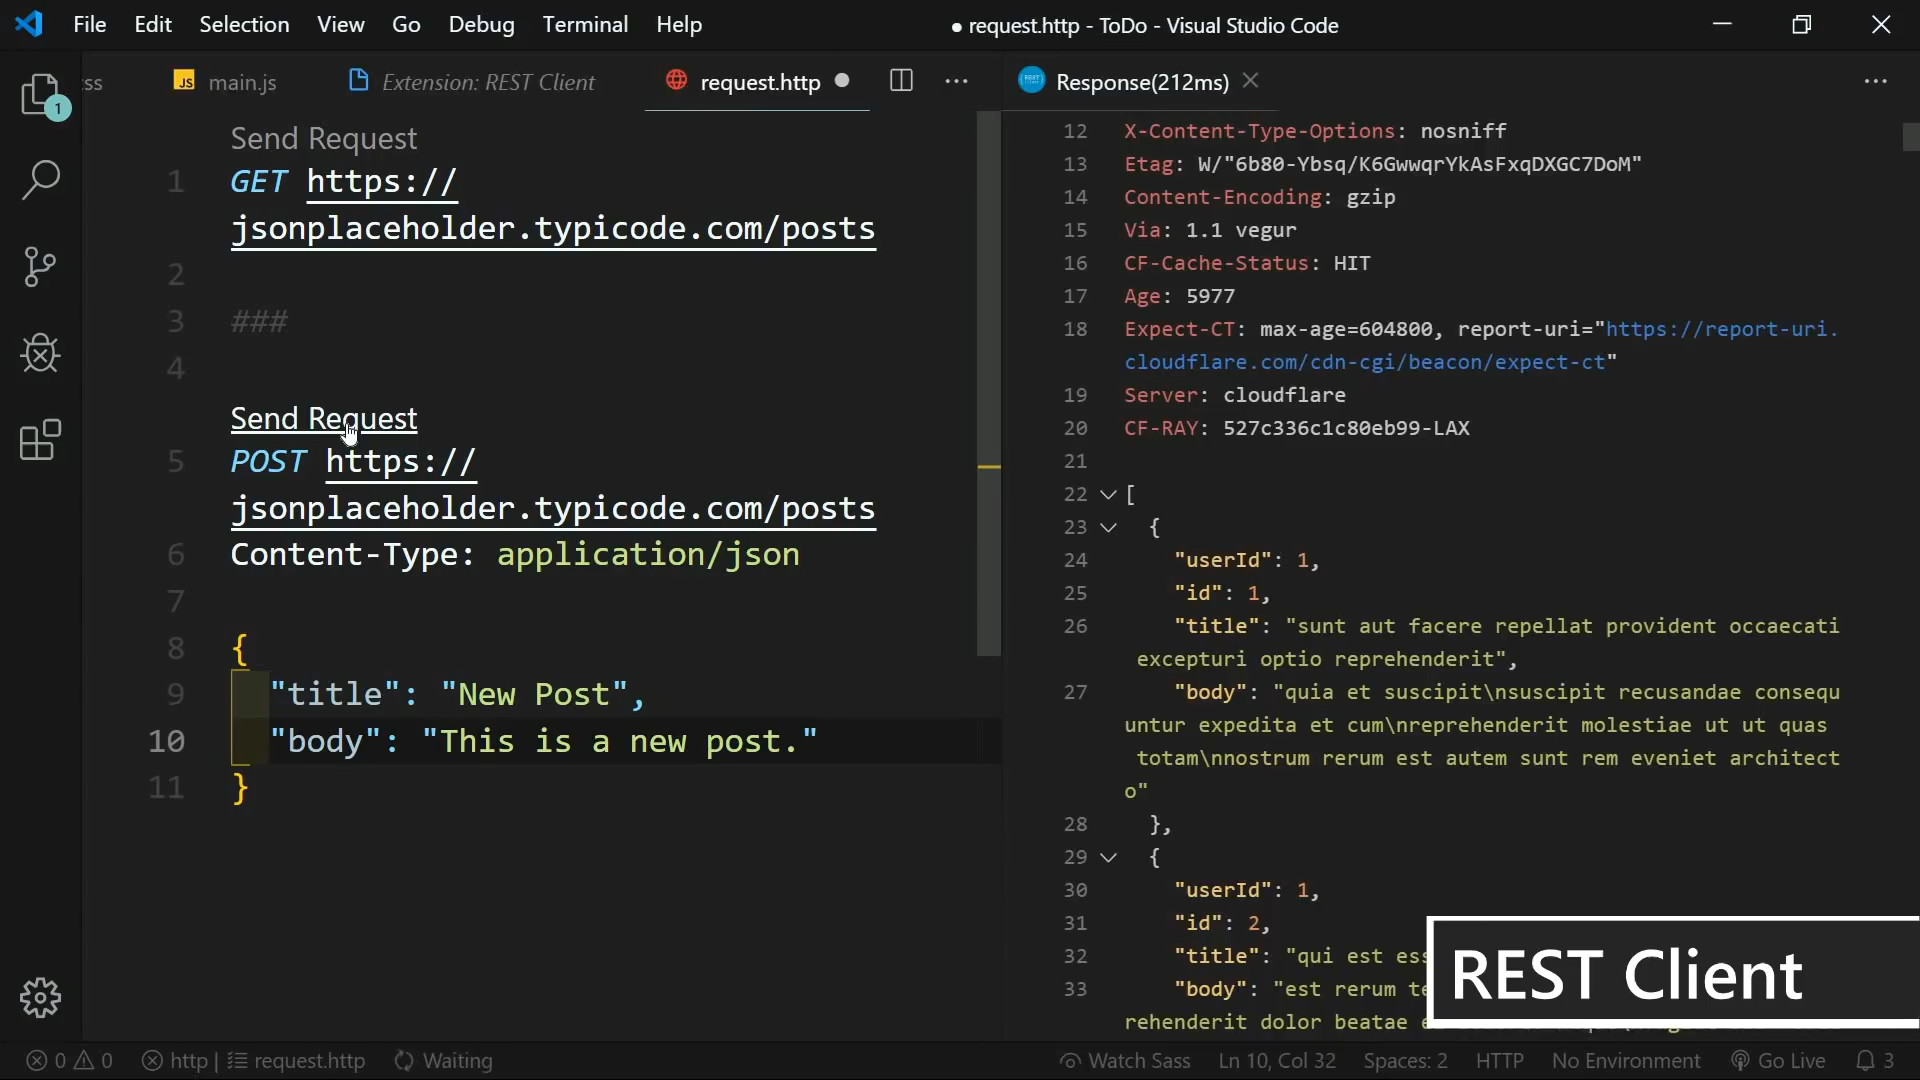 File Edit Selection View Go Debug Terminal Help
● request.http - ToDo - Visual Studio Code
1
ss
JS main.js
Extension: REST Client
request.http
Response(212ms)
Send Request
1 GET https://
jsonplaceholder.typicode.com/posts
2
3 ###
4
Send Request
5 POST https://
jsonplaceholder.typicode.com/posts
6 Content-Type: application/json
7
8 {
9 "title": "New Post",
10 "body": "This is a new post."
11 }
12 X-Content-Type-Options: nosniff
13 Etag: W/"6b80-Ybsq/K6GwwqrYkAsFxqDXGC7DoM"
14 Content-Encoding: gzip
15 Via: 1.1 vegur
16 CF-Cache-Status: HIT
17 Age: 5977
18 Expect-CT: max-age=604800, report-uri="https://report-uri.
cloudflare.com/cdn-cgi/beacon/expect-ct"
19 Server: cloudflare
20 CF-RAY: 527c336c1c80eb99-LAX
21
22 [
23 {
24 "userId": 1,
25 "id": 1,
26 "title": "sunt aut facere repellat provident occaecati
excepturi optio reprehenderit",
27 "body": "quia et suscipit\nsuscipit recusandae consequ
untur expedita et cum\nreprehenderit molestiae ut ut quas
totam\nnostrum rerum est autem sunt rem eveniet architect
o"
28 },
29 {
30 "userId": 1,
31 "id": 2,
32 "title": "qui est ess
33 "body": "est rerum te
rehenderit dolor beatae e
REST Client
0 0 http | request.http Waiting
Watch Sass Ln 10, Col 32 Spaces: 2 HTTP No Environment Go Live 3